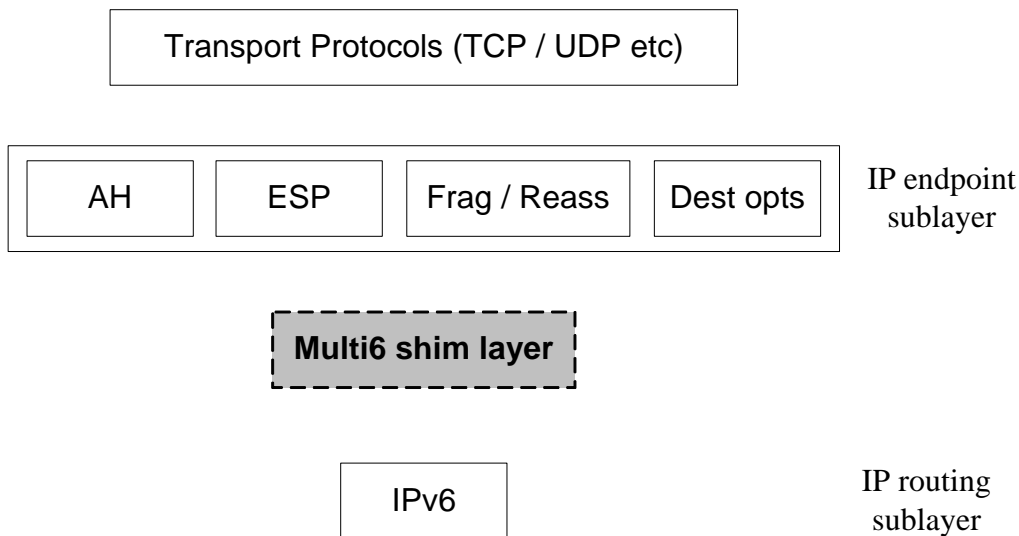 Transport Protocols (TCP / UDP etc)
AH
ESP
Frag / Reass
Dest opts
IP endpoint
sublayer
Multi6 shim layer
IPv6
IP routing
sublayer